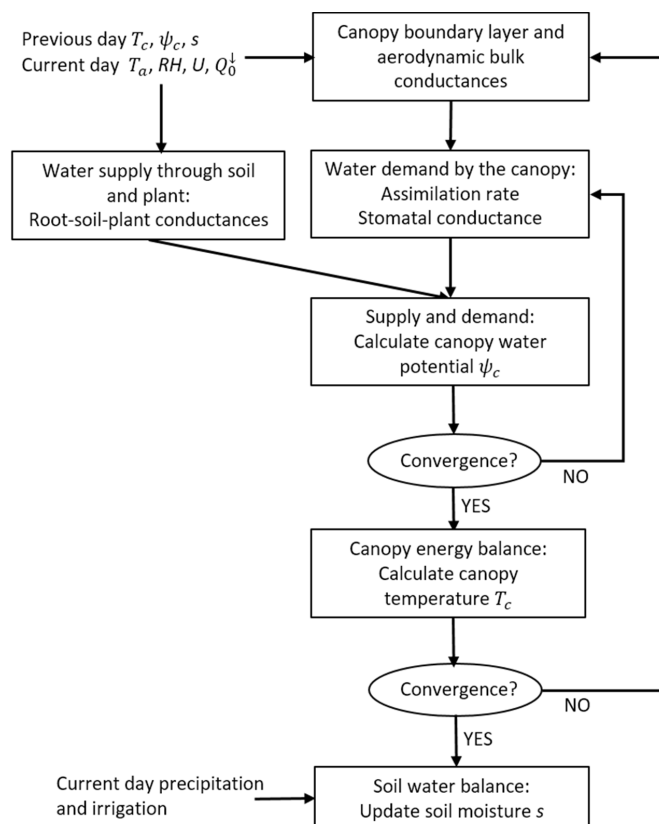 Previous day T_c, ψ_c, s
Current day T_a, RH, U, Q_0^↓
Canopy boundary layer and
aerodynamic bulk
conductances
Water supply through soil
and plant:
Root-soil-plant conductances
Water demand by the canopy:
Assimilation rate
Stomatal conductance
Supply and demand:
Calculate canopy water
potential ψ_c
Convergence?
NO
YES
Canopy energy balance:
Calculate canopy
temperature T_c
Convergence?
NO
YES
Current day precipitation
and irrigation
Soil water balance:
Update soil moisture s